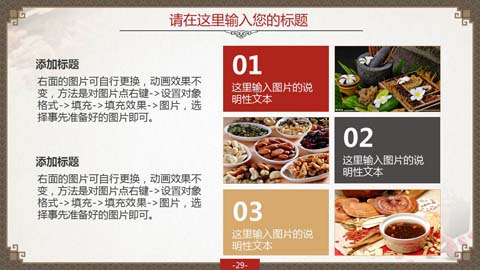 请在这里输入您的标题
添加标题
右面的图片可自行更换，动画效果不
变，方法是对图片点右键->设置对象
格式->填充->填充效果->图片，选
择事先准备好的图片即可。
添加标题
右面的图片可自行更换，动画效果不
变，方法是对图片点右键->设置对象
格式->填充->填充效果->图片，选
择事先准备好的图片即可。
01
这里输入图片的说
明性文本
02
这里输入图片的说
明性文本
03
这里输入图片的说
明性文本
-29-